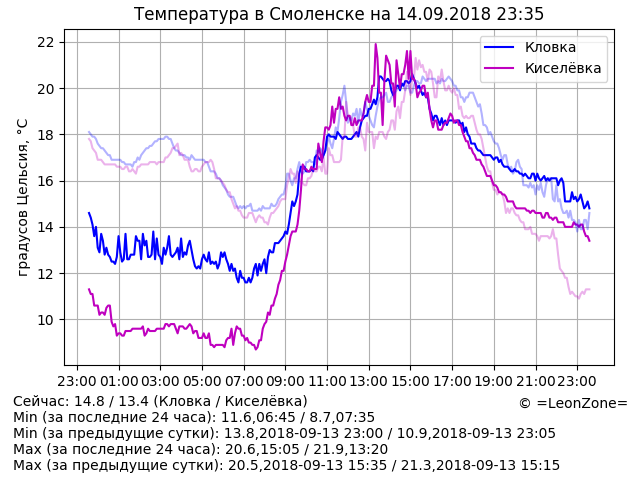 Температура в Смоленске на 14.09.2018 23:35
градусов Цельсия, °C
22
20
18
16
14
12
10
Кловка
Киселёвка
23:00 01:00 03:00 05:00 07:00 09:00 11:00 13:00 15:00 17:00 19:00 21:00 23:00
Сейчас: 14.8 / 13.4 (Кловка / Киселёвка)
© =LeonZone=
Min (за последние 24 часа): 11.6,06:45 / 8.7,07:35
Min (за предыдущие сутки): 13.8,2018-09-13 23:00 / 10.9,2018-09-13 23:05
Max (за последние 24 часа): 20.6,15:05 / 21.9,13:20
Max (за предыдущие сутки): 20.5,2018-09-13 15:35 / 21.3,2018-09-13 15:15